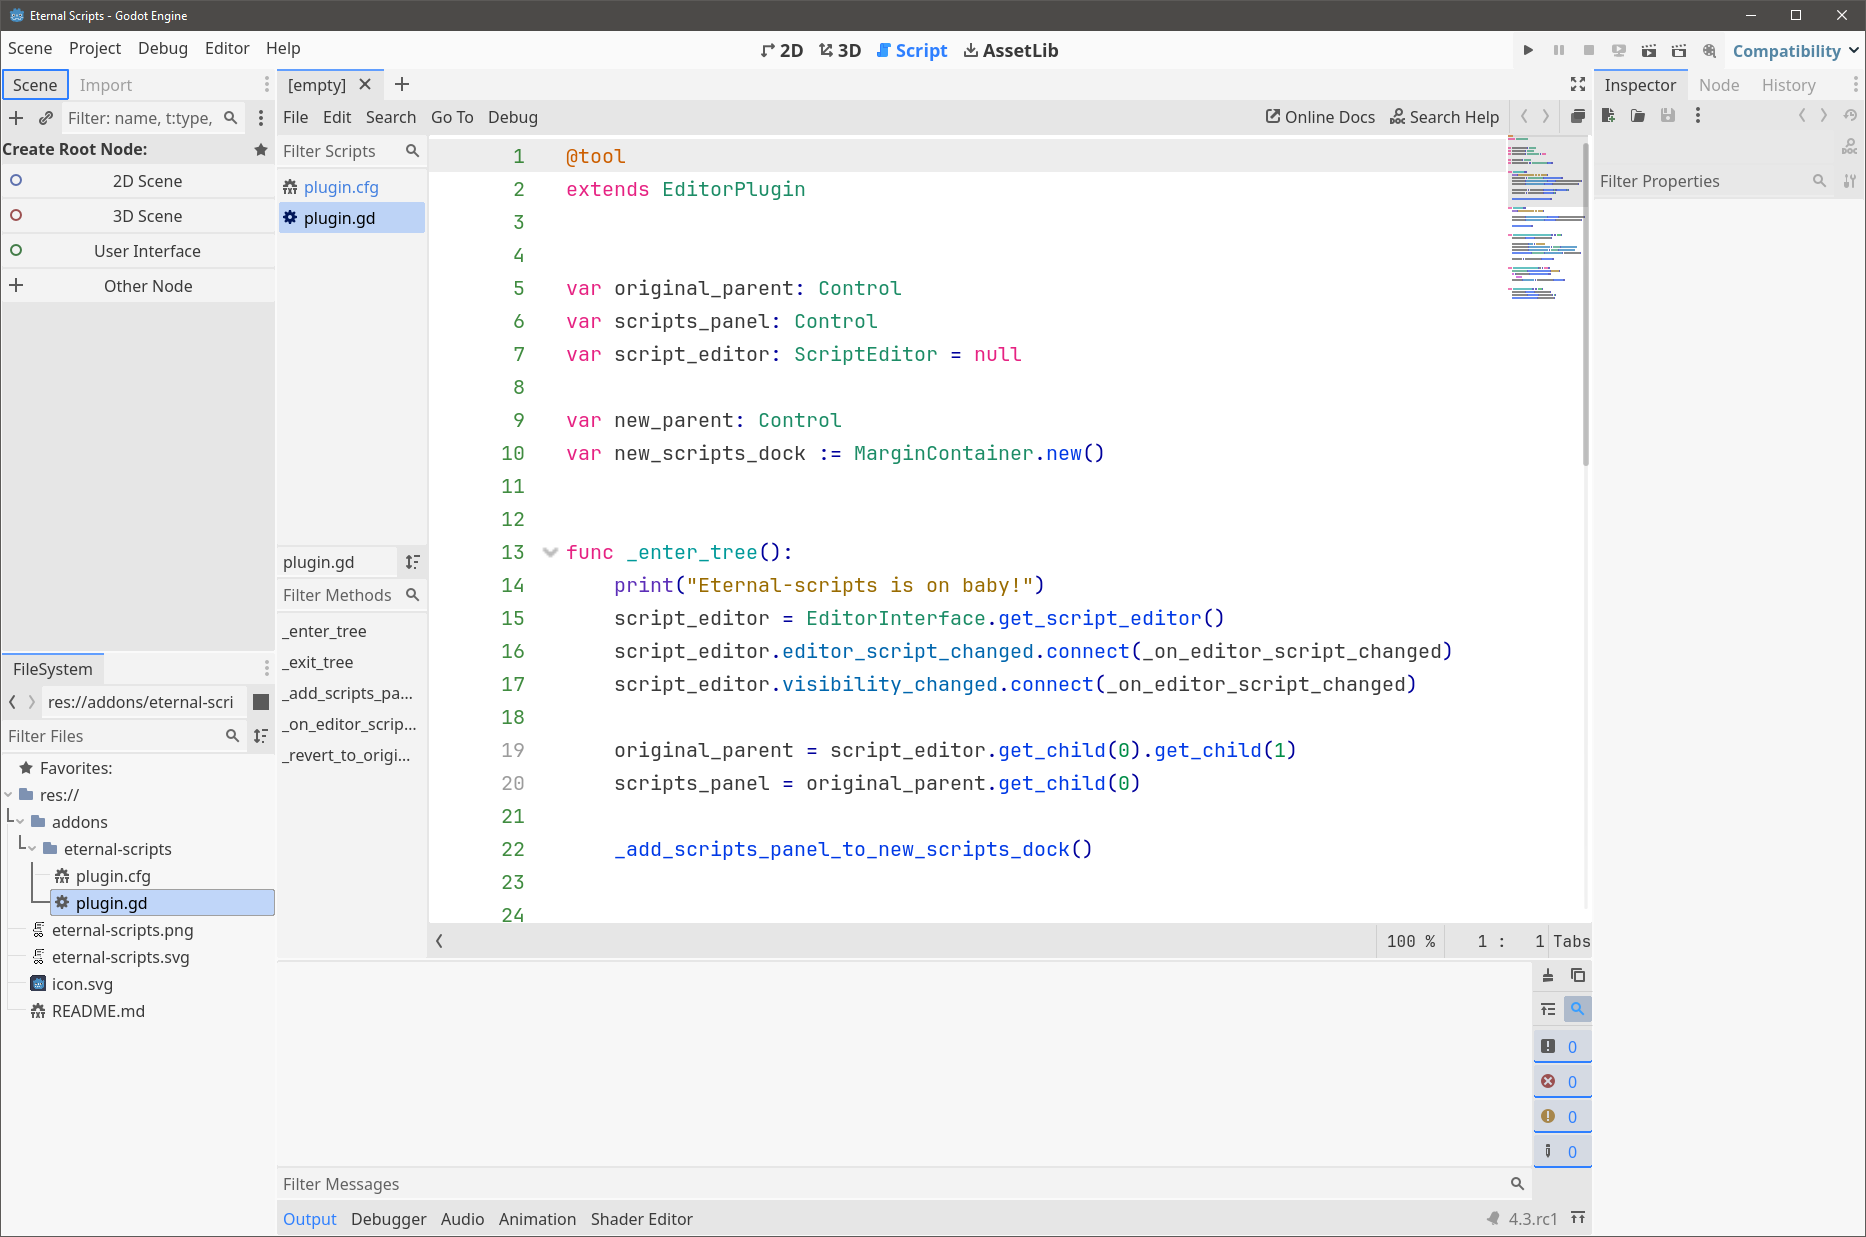 Eternal Scripts - Godot Engine
Scene Project Debug Editor Help
2D 3D Script AssetLib
Compatibility
Scene Import
Filter: name, t:type,
Create Root Node:
2D Scene
3D Scene
User Interface
Other Node
FileSystem
res://addons/eternal-scri
Filter Files
Favorites:
res://
addons
eternal-scripts
plugin.cfg
plugin.gd
eternal-scripts.png
eternal-scripts.svg
icon.svg
README.md
[empty]
File Edit Search Go To Debug
Online Docs Search Help
Filter Scripts
plugin.cfg
plugin.gd
plugin.gd
Filter Methods
_enter_tree
_exit_tree
_add_scripts_pa...
_on_editor_scrip...
_revert_to_origi...
1 @tool
2 extends EditorPlugin
3
4
5 var original_parent: Control
6 var scripts_panel: Control
7 var script_editor: ScriptEditor = null
8
9 var new_parent: Control
10 var new_scripts_dock := MarginContainer.new()
11
12
13 func _enter_tree():
14 print("Eternal-scripts is on baby!")
15 script_editor = EditorInterface.get_script_editor()
16 script_editor.editor_script_changed.connect(_on_editor_script_changed)
17 script_editor.visibility_changed.connect(_on_editor_script_changed)
18
19 original_parent = script_editor.get_child(0).get_child(1)
20 scripts_panel = original_parent.get_child(0)
21
22 _add_scripts_panel_to_new_scripts_dock()
23
24
100 % 1 : 1 Tabs
0
0
0
0
Filter Messages
Output Debugger Audio Animation Shader Editor
4.3.rc1
Inspector Node History
DOC
Filter Properties